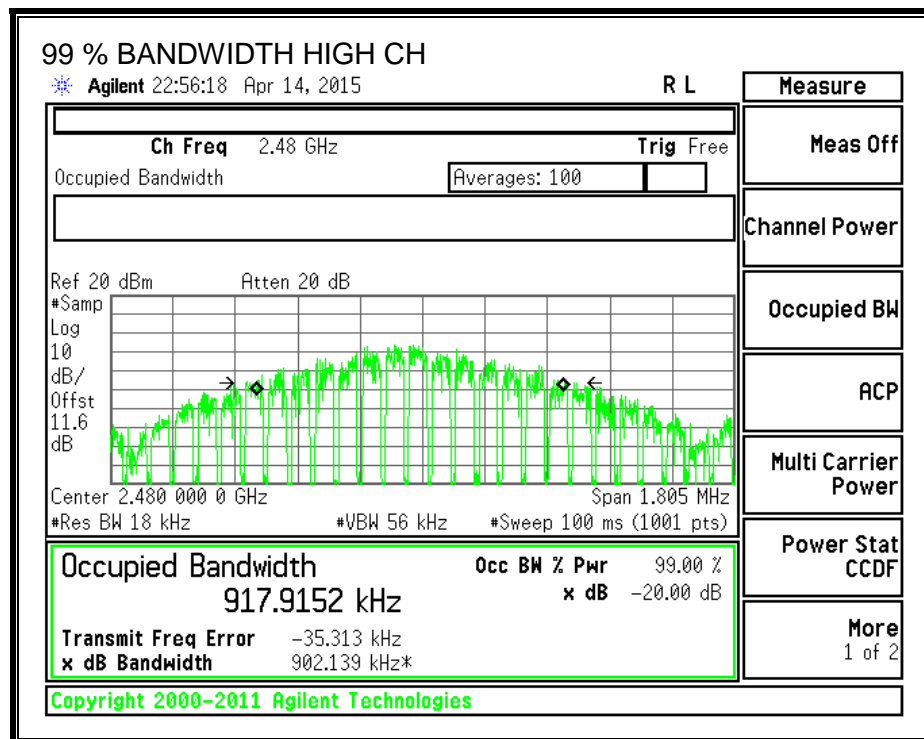 99 % BANDWIDTH HIGH CH
Agilent 22:56:18 Apr 14, 2015 R L
Measure
Ch Freq 2.48 GHz Trig Free
Occupied Bandwidth Averages: 100
Ref 20 dBm Atten 20 dB
#Samp
Log
10
dB/
Offst
11.6
dB
Center 2.480 000 0 GHz Span 1.805 MHz
#Res BW 18 kHz #VBW 56 kHz #Sweep 100 ms (1001 pts)
Occupied Bandwidth
917.9152 kHz
Occ BW % Pwr 99.00 %
x dB -20.00 dB
Transmit Freq Error -35.313 kHz
x dB Bandwidth 902.139 kHz*
Copyright 2000-2011 Agilent Technologies
Meas Off
Channel Power
Occupied BW
ACP
Multi Carrier
Power
Power Stat
CCDF
More
1 of 2